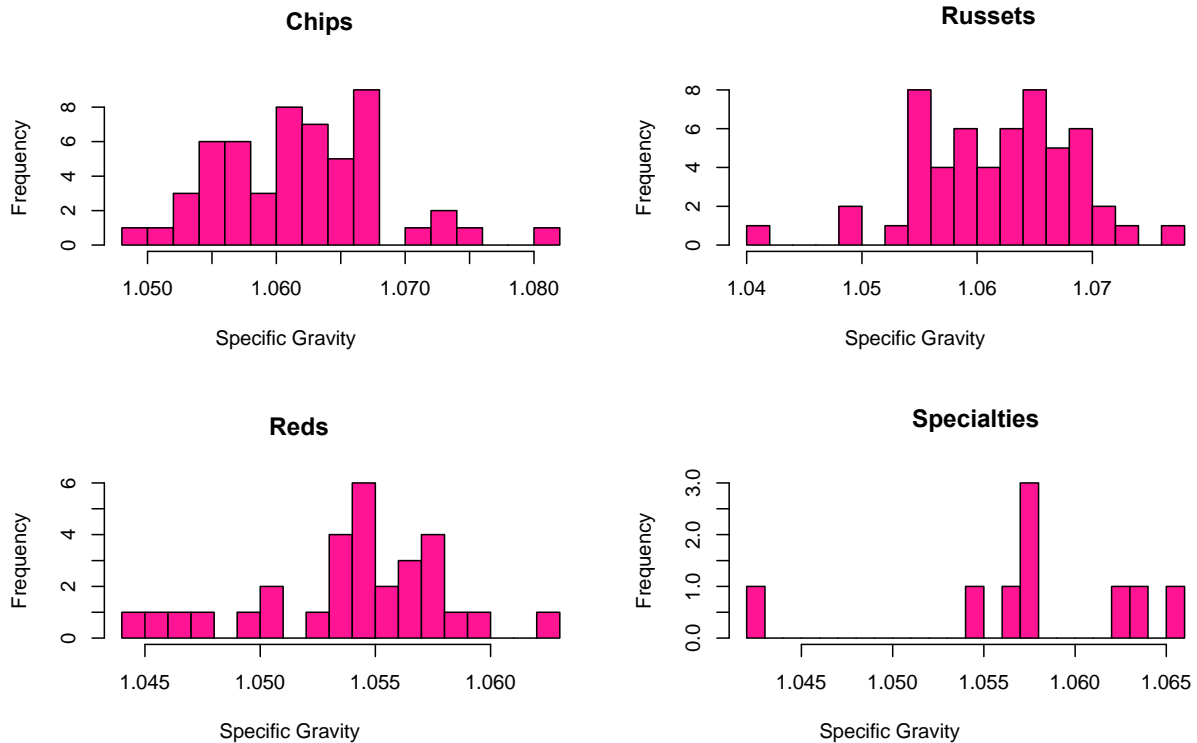 Chips
Frequency
0 2 4 6 8
1.050 1.060 1.070 1.080
Specific Gravity
Russets
Frequency
0 2 4 6 8
1.04 1.05 1.06 1.07
Specific Gravity
Reds
Frequency
0 2 4 6
1.045 1.050 1.055 1.060
Specific Gravity
Specialties
Frequency
0.0 1.0 2.0 3.0
1.045 1.050 1.055 1.060 1.065
Specific Gravity